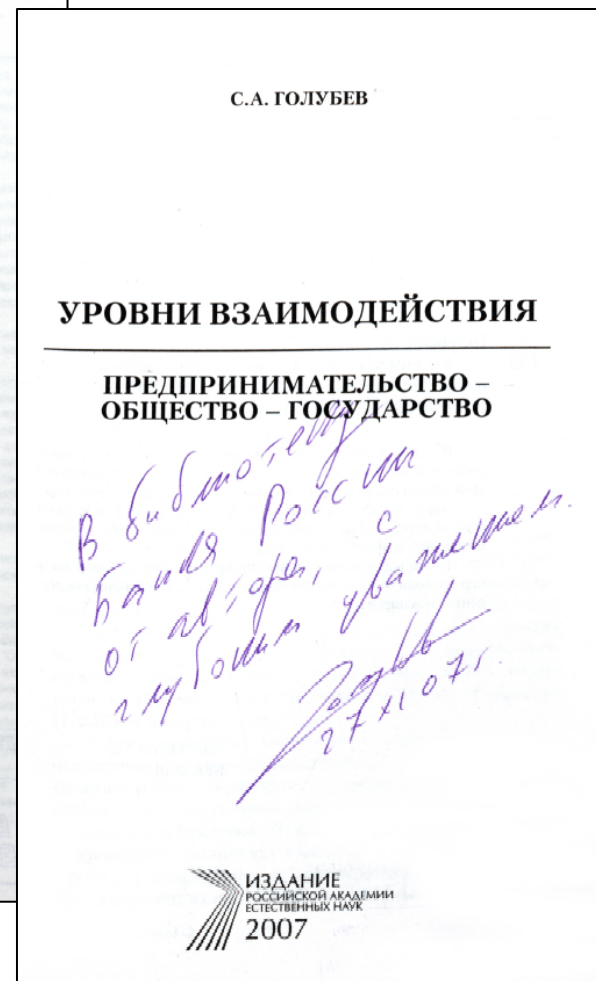 С.А. ГОЛУБЕВ
УРОВНИ ВЗАИМОДЕЙСТВИЯ
ПРЕДПРИНИМАТЕЛЬСТВО –
ОБЩЕСТВО – ГОСУДАРСТВО
В библиотеку
Банка России
от автора, с
глубоким уважением.
27 XI 07г.
ИЗДАНИЕ
РОССИЙСКОЙ АКАДЕМИИ
ЕСТЕСТВЕННЫХ НАУК
2007